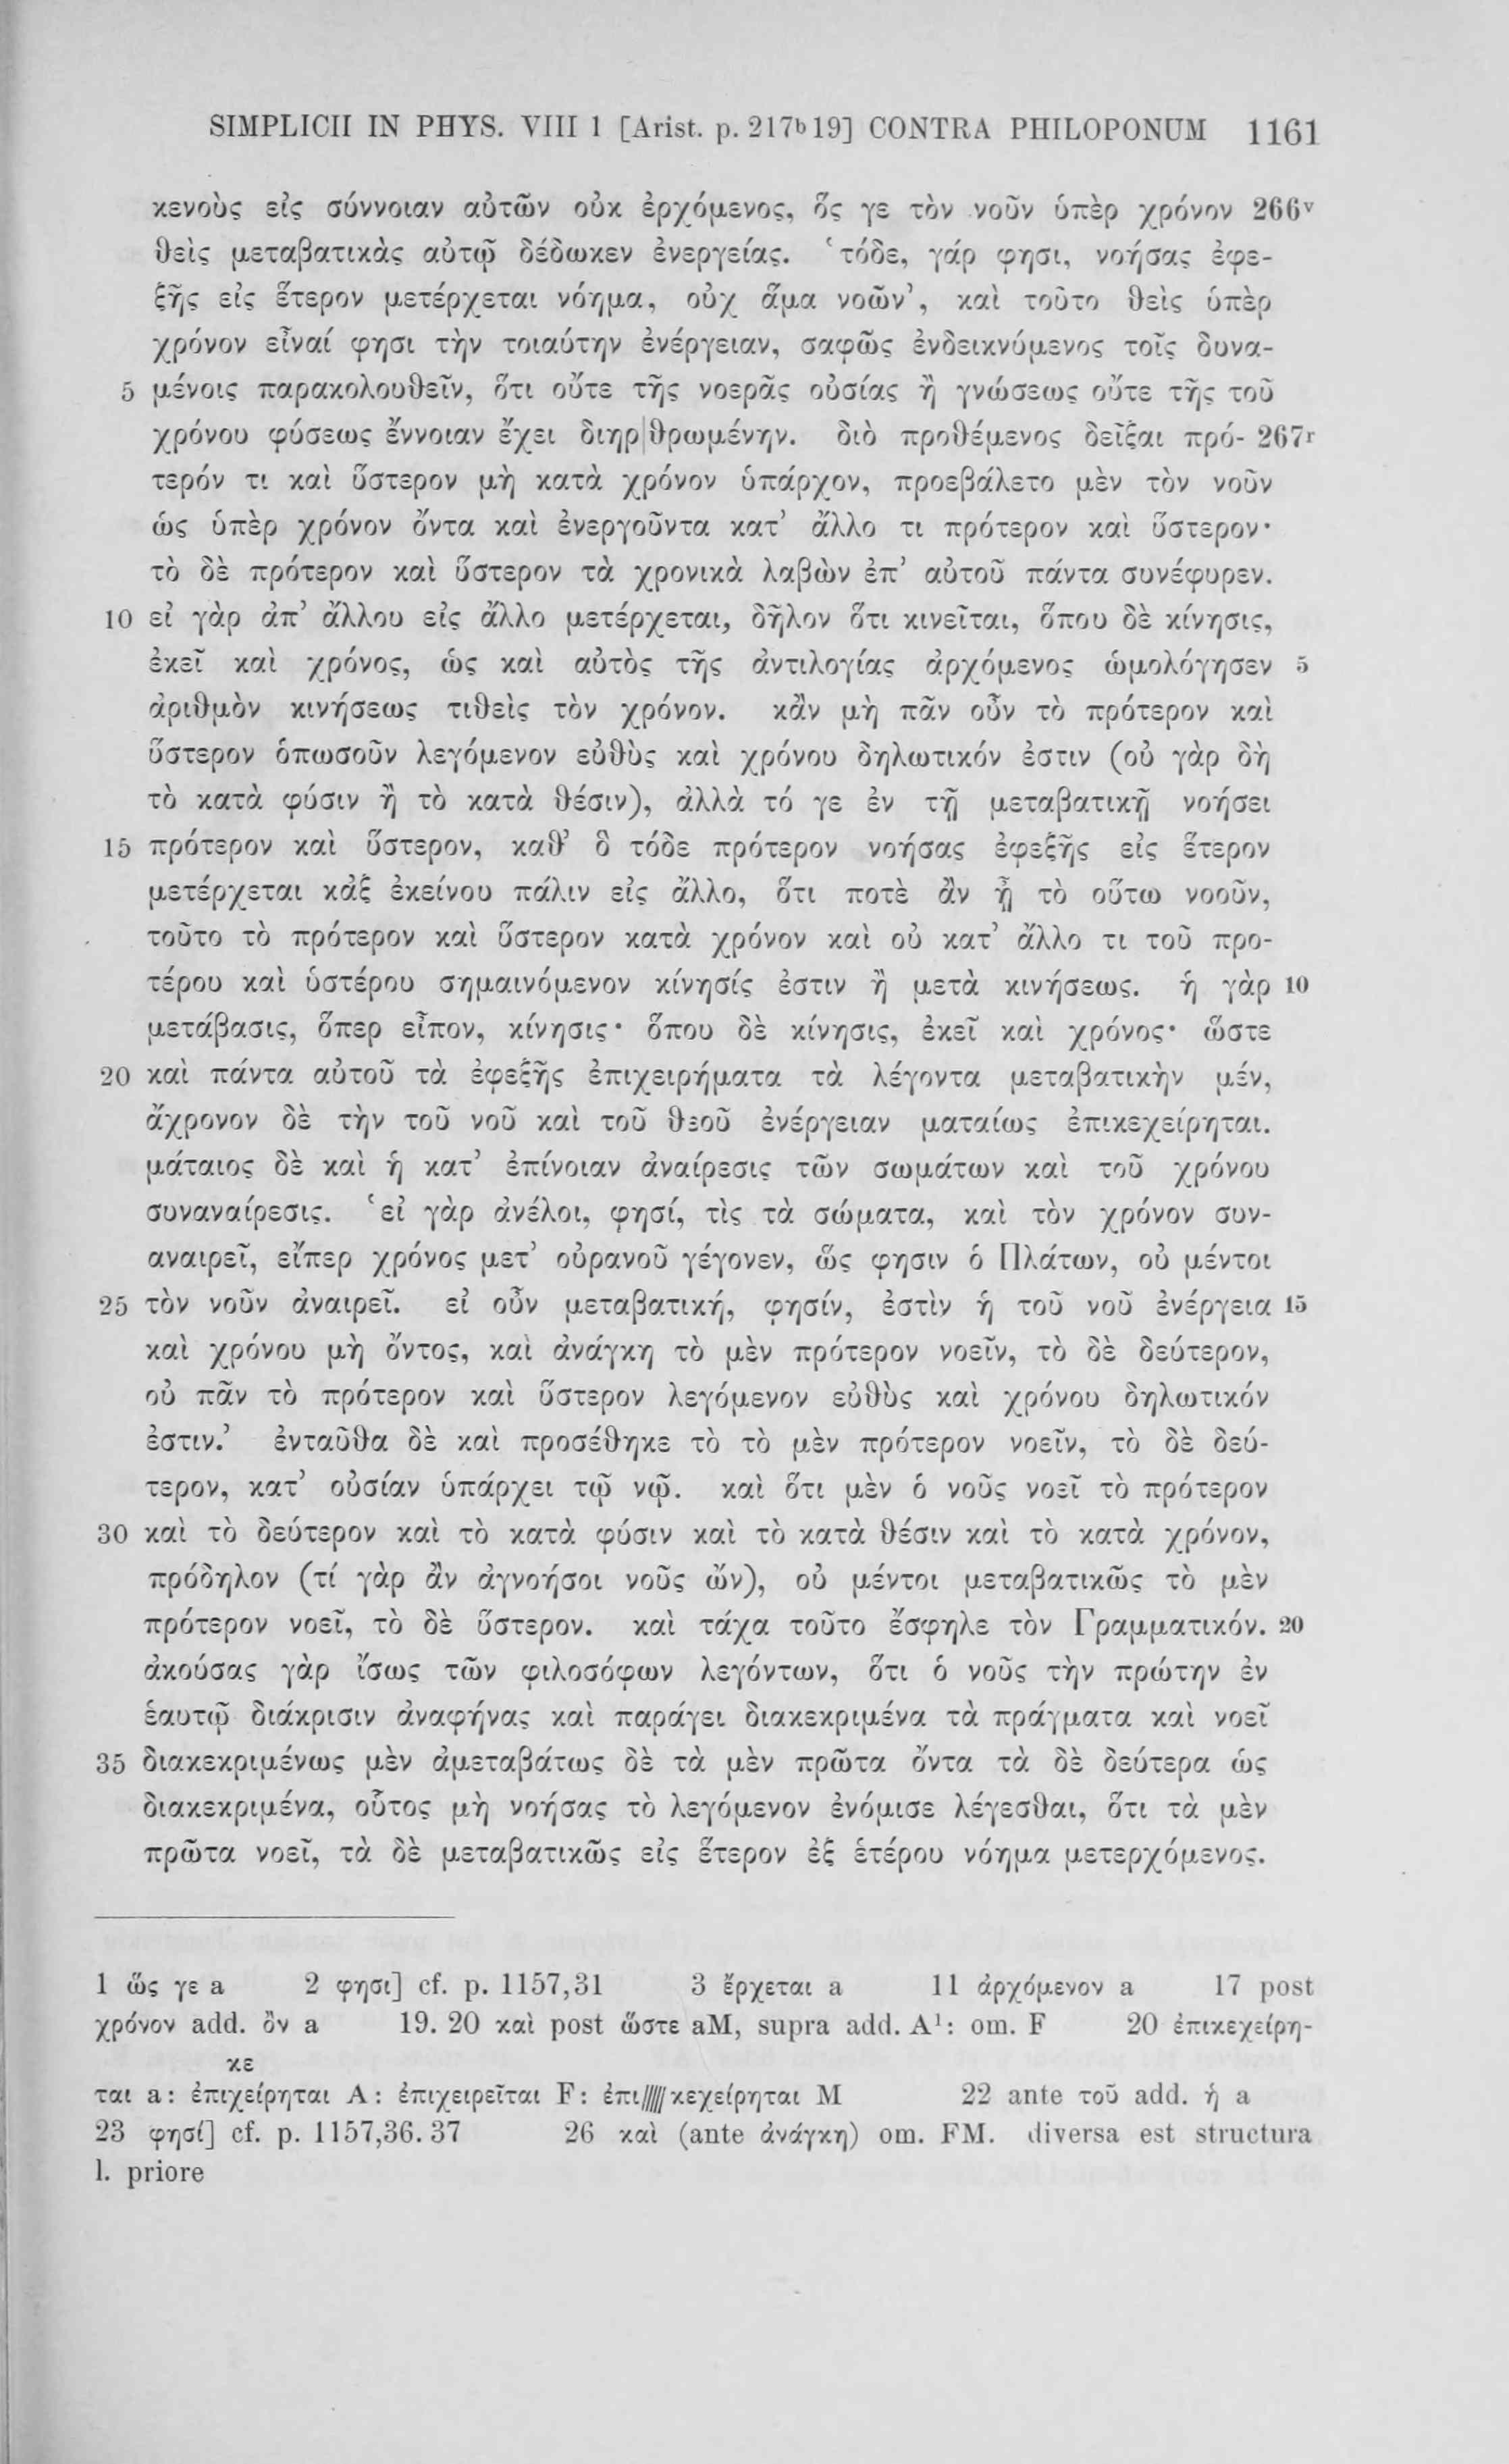 SIMPLICII IN PHYS. VIII 1 [Arist. p. 217b19] CONTRA PHILOPONUM 1161
κενοὺς εἰς σύννοιαν αὐτῶν οὐκ ἐρχόμενος, ὅς γε τὸν νοῦν ὑπὲρ χρόνον 266v
θεὶς μεταβατικὰς αὐτῷ δέδωκεν ἐνεργείας. ‘τόδε, γάρ φησι, νοήσας ἐφε-
ξῆς εἰς ἕτερον μετέρχεται νόημα, οὐχ ἅμα νοῶν’, καὶ τοῦτο θεὶς ὑπὲρ
χρόνον εἶναί φησι τὴν τοιαύτην ἐνέργειαν, σαφῶς ἐνδεικνύμενος τοῖς δυνα-
5 μένοις παρακολουθεῖν, ὅτι οὔτε τῆς νοερᾶς οὐσίας ἢ γνώσεως οὔτε τῆς τοῦ
χρόνου φύσεως ἔννοιαν ἔχει διηρ|θρωμένην. διὸ προθέμενος δεῖξαι πρό- 267r
τερόν τι καὶ ὕστερον μὴ κατὰ χρόνον ὑπάρχον, προεβάλετο μὲν τὸν νοῦν
ὡς ὑπὲρ χρόνον ὄντα καὶ ἐνεργοῦντα κατ’ ἄλλο τι πρότερον καὶ ὕστερον·
τὸ δὲ πρότερον καὶ ὕστερον τὰ χρονικὰ λαβὼν ἐπ’ αὐτοῦ πάντα συνέφυρεν.
10 εἰ γὰρ ἀπ’ ἄλλου εἰς ἄλλο μετέρχεται, δῆλον ὅτι κινεῖται, ὅπου δὲ κίνησις,
ἐκεῖ καὶ χρόνος, ὡς καὶ αὐτὸς τῆς ἀντιλογίας ἀρχόμενος ὡμολόγησεν 5
ἀριθμὸν κινήσεως τιθεὶς τὸν χρόνον. κἂν μὴ πᾶν οὖν τὸ πρότερον καὶ
ὕστερον ὁπωσοῦν λεγόμενον εὐθὺς καὶ χρόνου δηλωτικόν ἐστιν (οὐ γὰρ δὴ
τὸ κατὰ φύσιν ἢ τὸ κατὰ θέσιν), ἀλλὰ τό γε ἐν τῇ μεταβατικῇ νοήσει
15 πρότερον καὶ ὕστερον, καθ’ ὃ τόδε πρότερον νοήσας ἐφεξῆς εἰς ἕτερον
μετέρχεται κἀξ ἐκείνου πάλιν εἰς ἄλλο, ὅτι ποτὲ ἂν ᾖ τὸ οὕτω νοοῦν,
τοῦτο τὸ πρότερον καὶ ὕστερον κατὰ χρόνον καὶ οὐ κατ’ ἄλλο τι τοῦ προ-
τέρου καὶ ὑστέρου σημαινόμενον κίνησίς ἐστιν ἢ μετὰ κινήσεως. ἡ γὰρ 10
μετάβασις, ὅπερ εἶπον, κίνησις· ὅπου δὲ κίνησις, ἐκεῖ καὶ χρόνος· ὥστε
20 καὶ πάντα αὐτοῦ τὰ ἐφεξῆς ἐπιχειρήματα τὰ λέγοντα μεταβατικὴν μέν,
ἄχρονον δὲ τὴν τοῦ νοῦ καὶ τοῦ θεοῦ ἐνέργειαν ματαίως ἐπικεχείρηται.
μάταιος δὲ καὶ ἡ κατ’ ἐπίνοιαν ἀναίρεσις τῶν σωμάτων καὶ τοῦ χρόνου
συναναίρεσις. ‘εἰ γὰρ ἀνέλοι, φησί, τὶς τὰ σώματα, καὶ τὸν χρόνον συν-
αναιρεῖ, εἴπερ χρόνος μετ’ οὐρανοῦ γέγονεν, ὥς φησιν ὁ Πλάτων, οὐ μέντοι
25 τὸν νοῦν ἀναιρεῖ. εἰ οὖν μεταβατική, φησίν, ἐστὶν ἡ τοῦ νοῦ ἐνέργεια 15
καὶ χρόνου μὴ ὄντος, καὶ ἀνάγκη τὸ μὲν πρότερον νοεῖν, τὸ δὲ δεύτερον,
οὐ πᾶν τὸ πρότερον καὶ ὕστερον λεγόμενον εὐθὺς καὶ χρόνου δηλωτικόν
ἐστιν.’ ἐνταῦθα δὲ καὶ προσέθηκε τὸ τὸ μὲν πρότερον νοεῖν, τὸ δὲ δεύ-
τερον, κατ’ οὐσίαν ὑπάρχει τῷ νῷ. καὶ ὅτι μὲν ὁ νοῦς νοεῖ τὸ πρότερον
30 καὶ τὸ δεύτερον καὶ τὸ κατὰ φύσιν καὶ τὸ κατὰ θέσιν καὶ τὸ κατὰ χρόνον,
πρόδηλον (τί γὰρ ἂν ἀγνοήσοι νοῦς ὤν), οὐ μέντοι μεταβατικῶς τὸ μὲν
πρότερον νοεῖ, τὸ δὲ ὕστερον. καὶ τάχα τοῦτο ἔσφηλε τὸν Γραμματικόν. 20
ἀκούσας γὰρ ἴσως τῶν φιλοσόφων λεγόντων, ὅτι ὁ νοῦς τὴν πρώτην ἐν
ἑαυτῷ διάκρισιν ἀναφήνας καὶ παράγει διακεκριμένα τὰ πράγματα καὶ νοεῖ
35 διακεκριμένως μὲν ἀμεταβάτως δὲ τὰ μὲν πρῶτα ὄντα τὰ δὲ δεύτερα ὡς
διακεκριμένα, οὗτος μὴ νοήσας τὸ λεγόμενον ἐνόμισε λέγεσθαι, ὅτι τὰ μὲν
πρῶτα νοεῖ, τὰ δὲ μεταβατικῶς εἰς ἕτερον ἐξ ἑτέρου νόημα μετερχόμενος.
1 ὥς γε a 2 φησι] cf. p. 1157,31 3 ἔρχεται a 11 ἀρχόμενον a 17 post
χρόνον add. ὂν a 19. 20 καὶ post ὥστε aM, supra add. A¹: om. F 20 ἐπικεχείρη-
κε
ται a: ἐπιχείρηται A: ἐπιχειρεῖται F: ἐπι/////κεχείρηται M 22 ante τοῦ add. ἡ a
23 φησί] cf. p. 1157,36. 37 26 καὶ (ante ἀνάγκη) om. FM. diversa est structura
l. priore